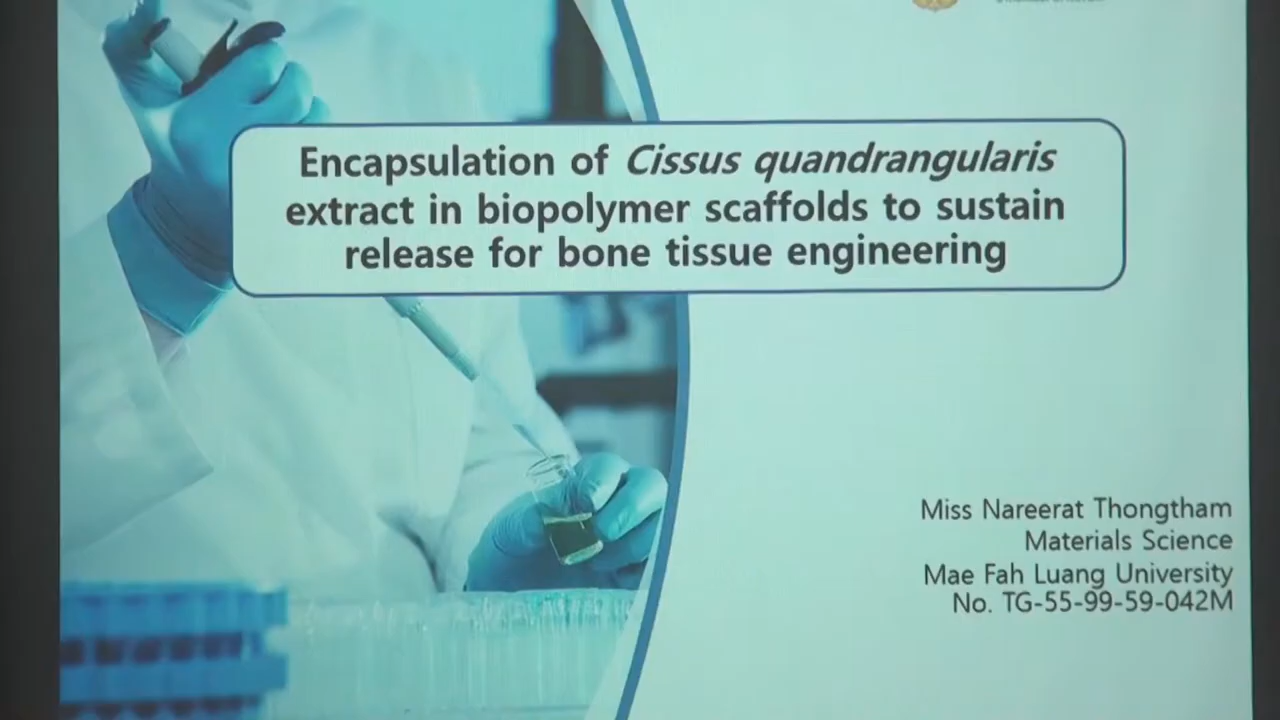 Encapsulation of Cissus quandrangularis
extract in biopolymer scaffolds to sustain
release for bone tissue engineering
Miss Nareerat Thongtham
Materials Science
Mae Fah Luang University
No. TG-55-99-59-042M